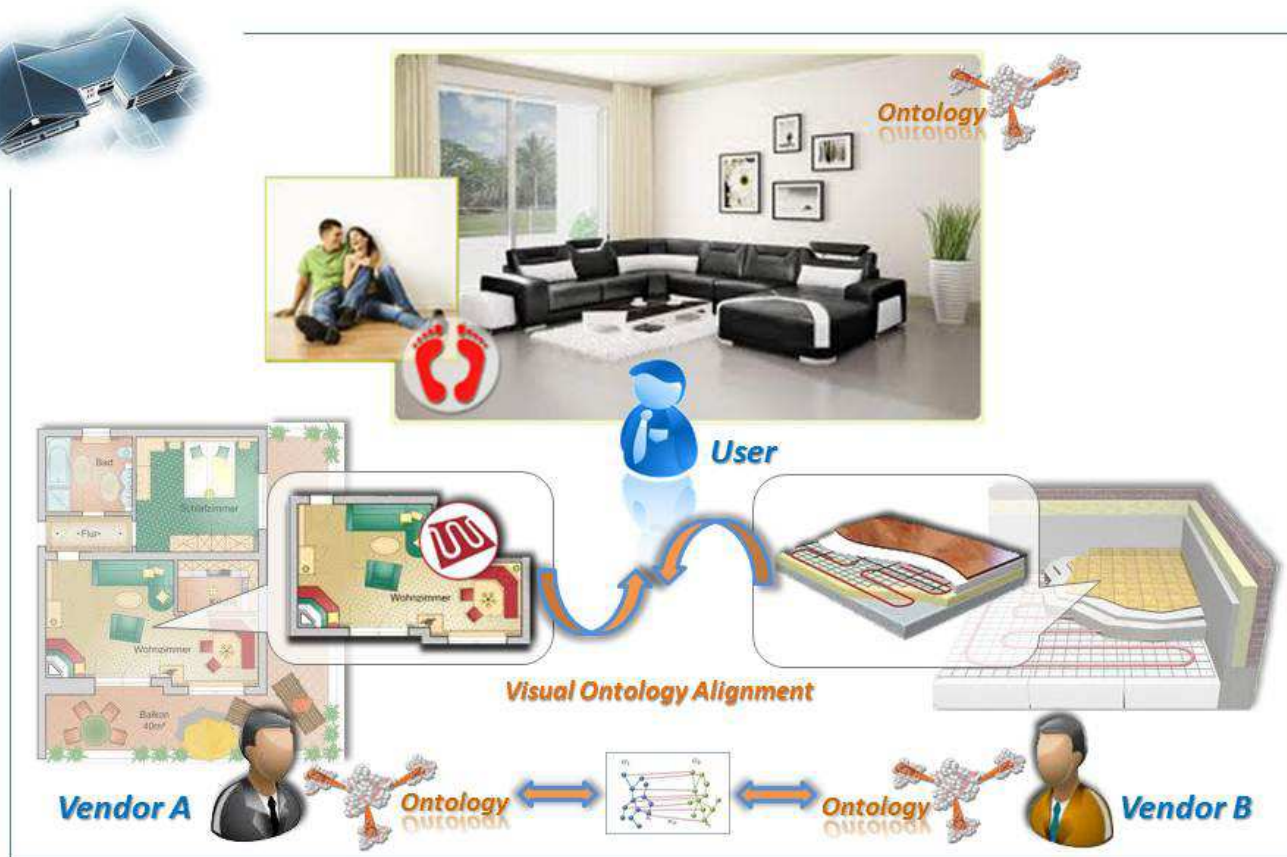 Ontology
User
Bad
Schlafzimmer
Flur
Wohnzimmer
Wohnzimmer
Balkon
40m²
Visual Ontology Alignment
Vendor A
Ontology
Ontology
Vendor B